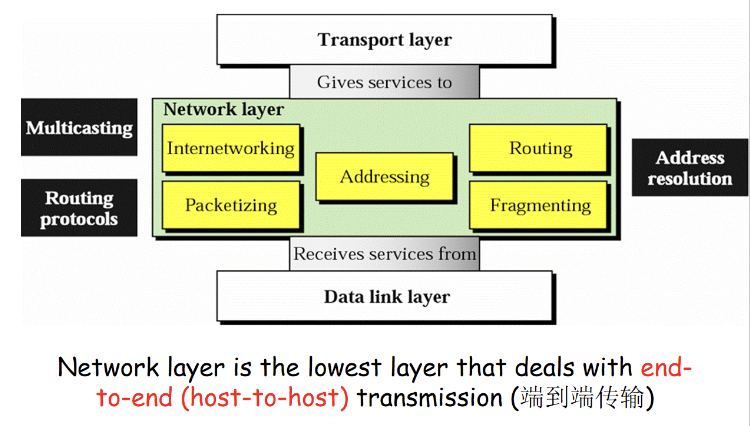 Transport layer
Gives services to
Network layer
Multicasting
Internetworking
Routing
Addressing
Address
resolution
Routing
protocols
Packetizing
Fragmenting
Receives services from
Data link layer
Network layer is the lowest layer that deals with end-
to-end (host-to-host) transmission (端到端传输)